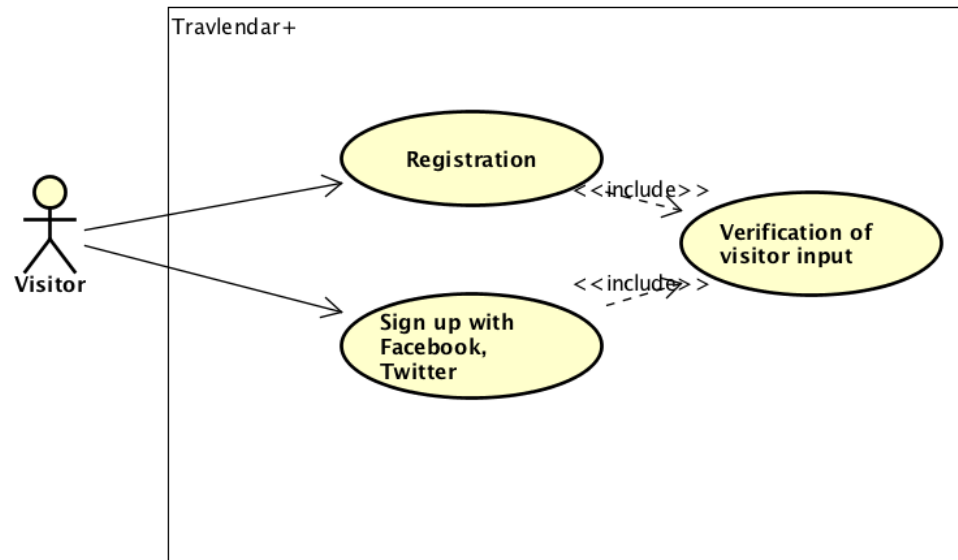 Travlendar+
Registration
<<include>>
Verification of
visitor input
Visitor
<<include>>
Sign up with
Facebook,
Twitter